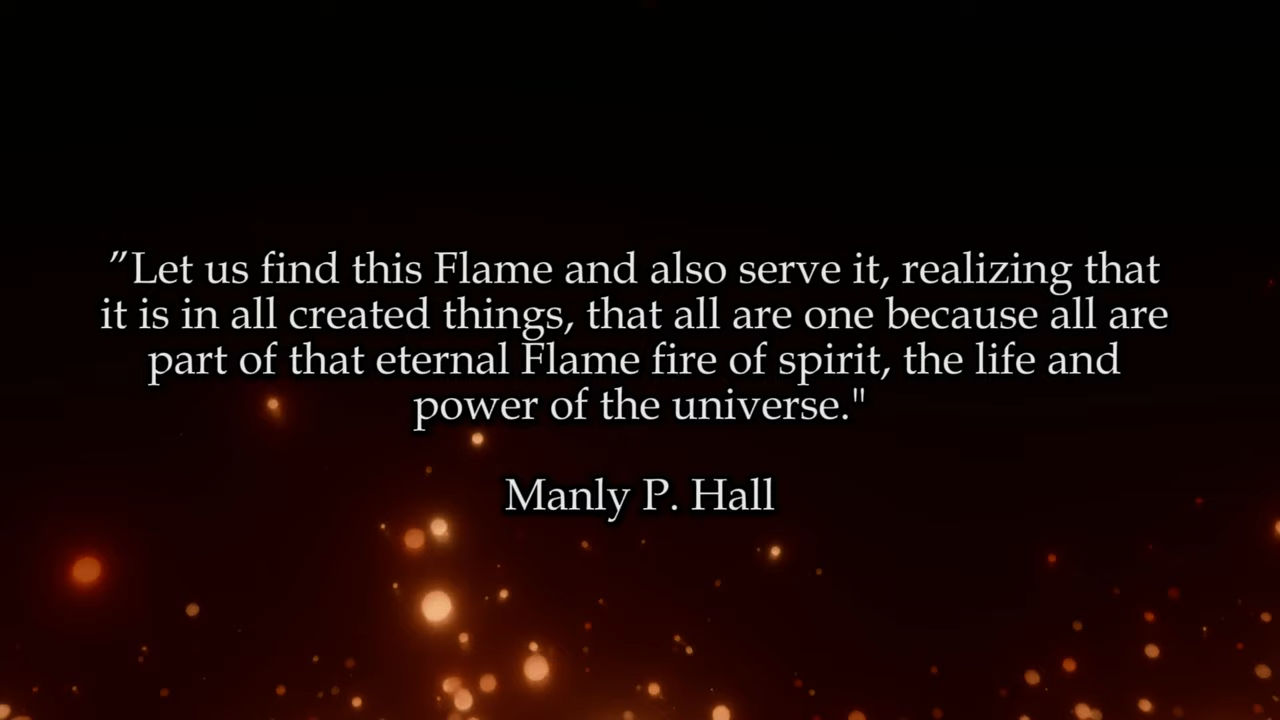 ”Let us find this Flame and also serve it, realizing that
it is in all created things, that all are one because all are
part of that eternal Flame fire of spirit, the life and
power of the universe."
Manly P. Hall